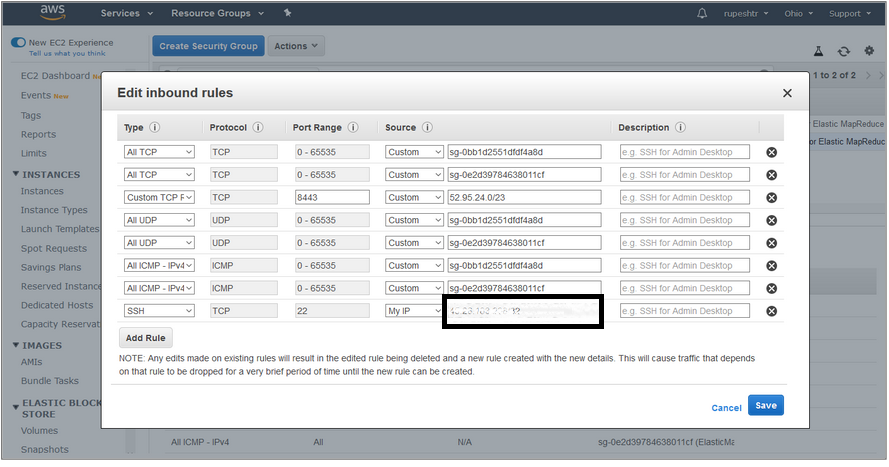 aws Services Resource Groups rupeshtr Ohio Support
New EC2 Experience
Tell us what you think
Create Security Group Actions
EC2 Dashboard
Events New
Tags
Reports
Limits
INSTANCES
Instances
Instance Types
Launch Templates
Spot Requests
Savings Plans
Reserved Instance
Dedicated Hosts
Capacity Reservat
IMAGES
AMIs
Bundle Tasks
ELASTIC BLOCK
STORE
Volumes
Snapshots
1 to 2 of 2
Elastic MapReduce
or Elastic MapReduc
Edit inbound rules
Type Protocol Port Range Source Description
All TCP TCP 0 - 65535 Custom sg-0bb1d2551dfdf4a8d e.g. SSH for Admin Desktop
All TCP TCP 0 - 65535 Custom sg-0e2d39784638011cf e.g. SSH for Admin Desktop
Custom TCP F TCP 8443 Custom 52.95.24.0/23 e.g. SSH for Admin Desktop
All UDP UDP 0 - 65535 Custom sg-0bb1d2551dfdf4a8d e.g. SSH for Admin Desktop
All UDP UDP 0 - 65535 Custom sg-0e2d39784638011cf e.g. SSH for Admin Desktop
All ICMP - IPv4 ICMP 0 - 65535 Custom sg-0bb1d2551dfdf4a8d e.g. SSH for Admin Desktop
All ICMP - IPv4 ICMP 0 - 65535 Custom sg-0e2d39784638011cf e.g. SSH for Admin Desktop
SSH TCP 22 My IP e.g. SSH for Admin Desktop
Add Rule
NOTE: Any edits made on existing rules will result in the edited rule being deleted and a new rule created with the new details. This will cause traffic that depends
on that rule to be dropped for a very brief period of time until the new rule can be created.
Cancel Save
All ICMP - IPv4 All N/A sg-0e2d39784638011cf (ElasticMa